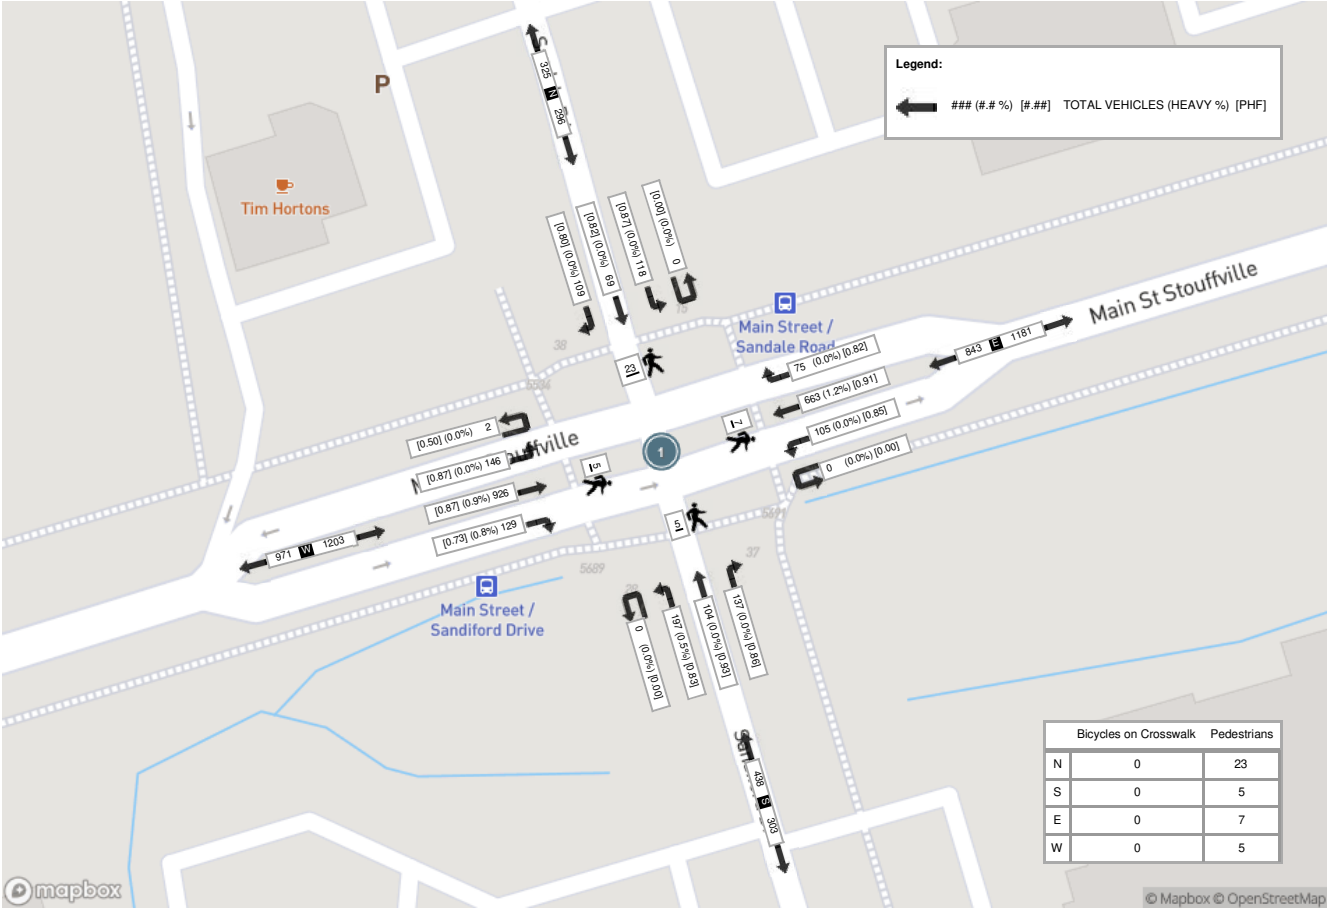 Legend:
### (#.# %) [#.##] TOTAL VEHICLES (HEAVY %) [PHF]
P
Tim Hortons
325 N 296
[0.80] (0.0%) 109
[0.82] (0.0%) 69
[0.87] (0.0%) 118
[0.00] (0.0%) 0
15
38
23
Main Street /
Sandale Road
Main St Stouffville
843 E 1181
75 (0.0%) [0.82]
663 (1.2%) [0.91]
105 (0.0%) [0.85]
0 (0.0%) [0.00]
7
1
5
[0.50] (0.0%) 2
[0.87] (0.0%) 146
[0.87] (0.9%) 926
[0.73] (0.8%) 129
971 W 1203
5
5689
37
Main Street /
Sandiford Drive
0 (0.0%) [0.00]
197 (0.5%) [0.83]
104 (0.0%) [0.93]
137 (0.0%) [0.86]
438 S 303
Bicycles on Crosswalk Pedestrians
N 0 23
S 0 5
E 0 7
W 0 5
mapbox
© Mapbox © OpenStreetMap